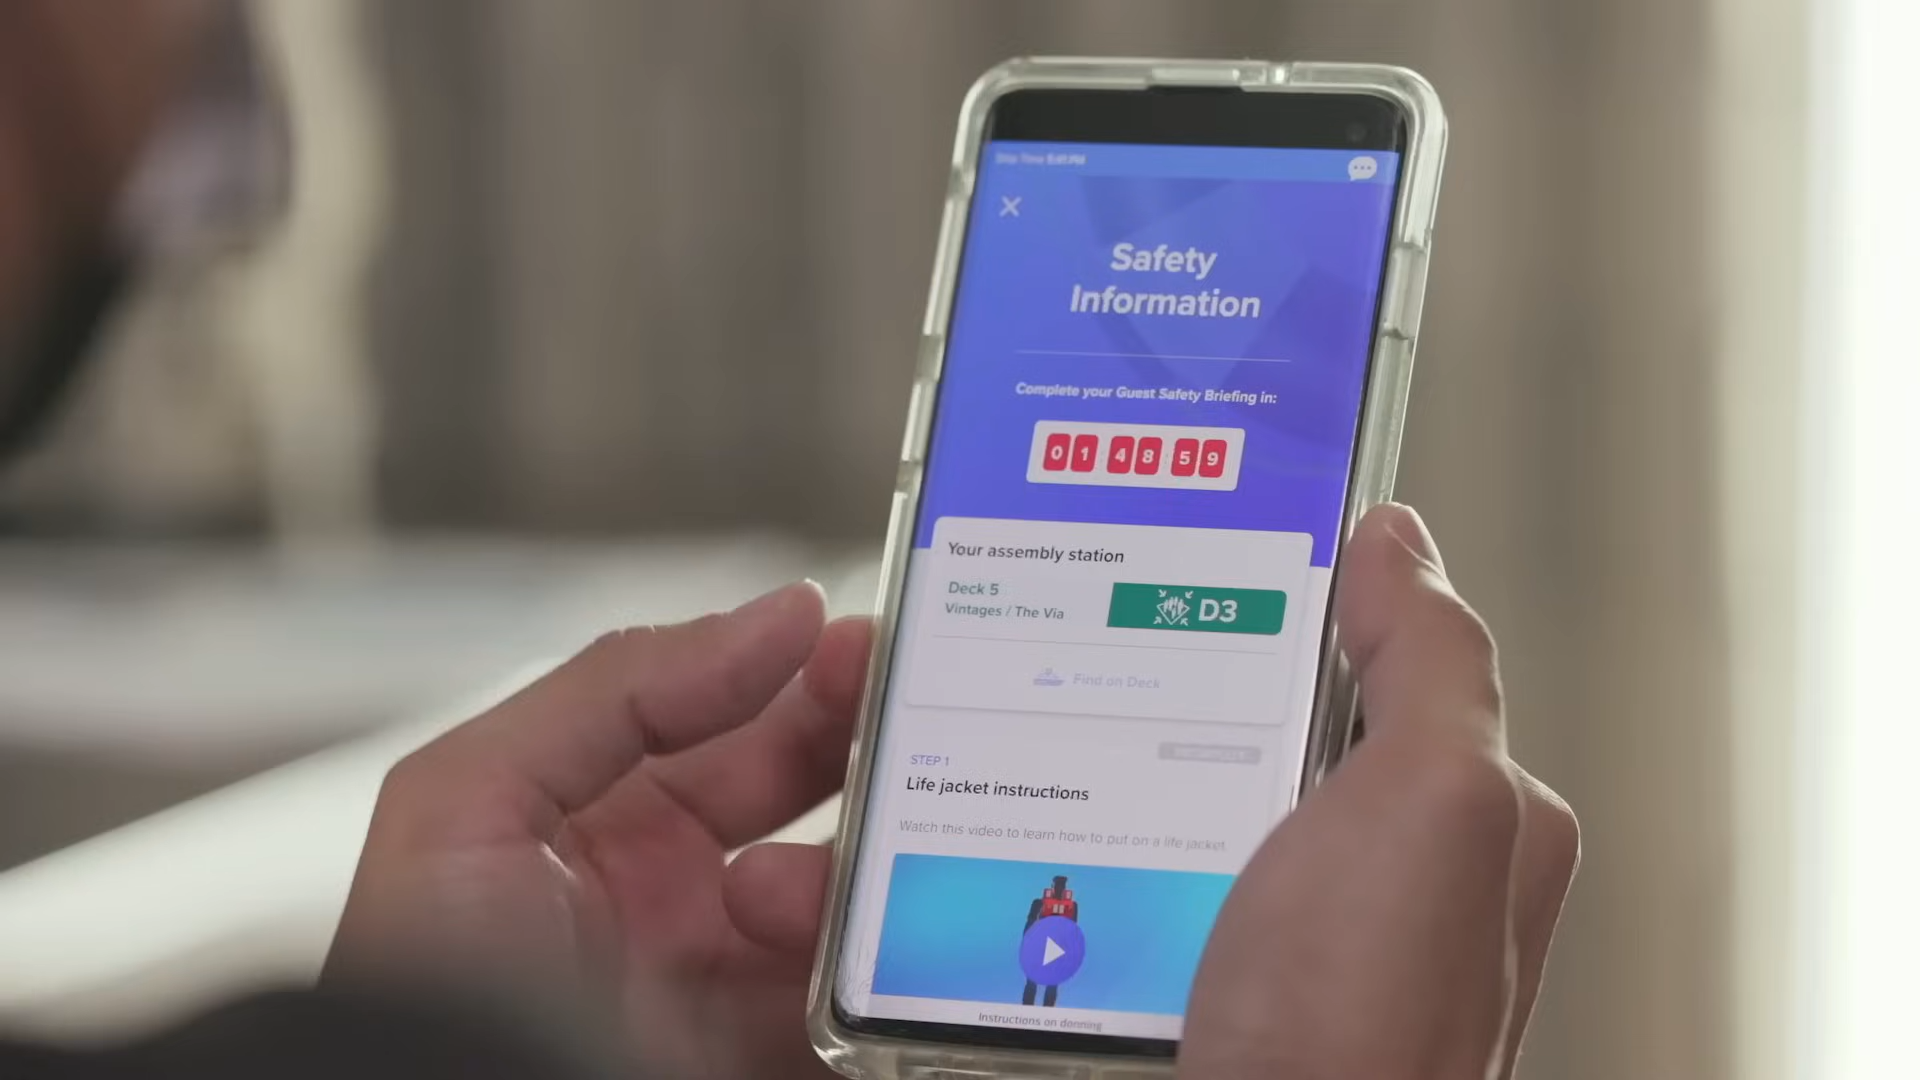 Safety
Information
Complete your Guest Safety Briefing in:
01 48 59
Your assembly station
Deck 5
Vintages / The Via
D3
Find on Deck
STEP 1
Life jacket instructions
Watch this video to learn how to put on a life jacket.
Instructions on donning